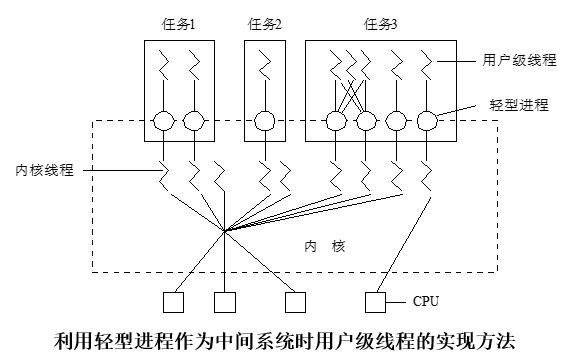 任务1 任务2 任务3
用户级线程
轻型进程
内核线程
内 核
CPU
利用轻型进程作为中间系统时用户级线程的实现方法